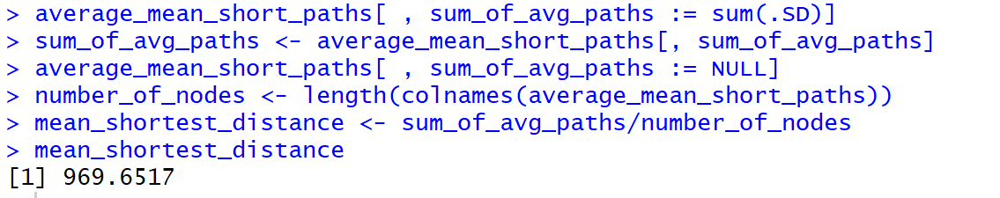 > average_mean_short_paths[ , sum_of_avg_paths := sum(.SD)]
> sum_of_avg_paths <- average_mean_short_paths[, sum_of_avg_paths]
> average_mean_short_paths[ , sum_of_avg_paths := NULL]
> number_of_nodes <- length(colnames(average_mean_short_paths))
> mean_shortest_distance <- sum_of_avg_paths/number_of_nodes
> mean_shortest_distance
[1] 969.6517